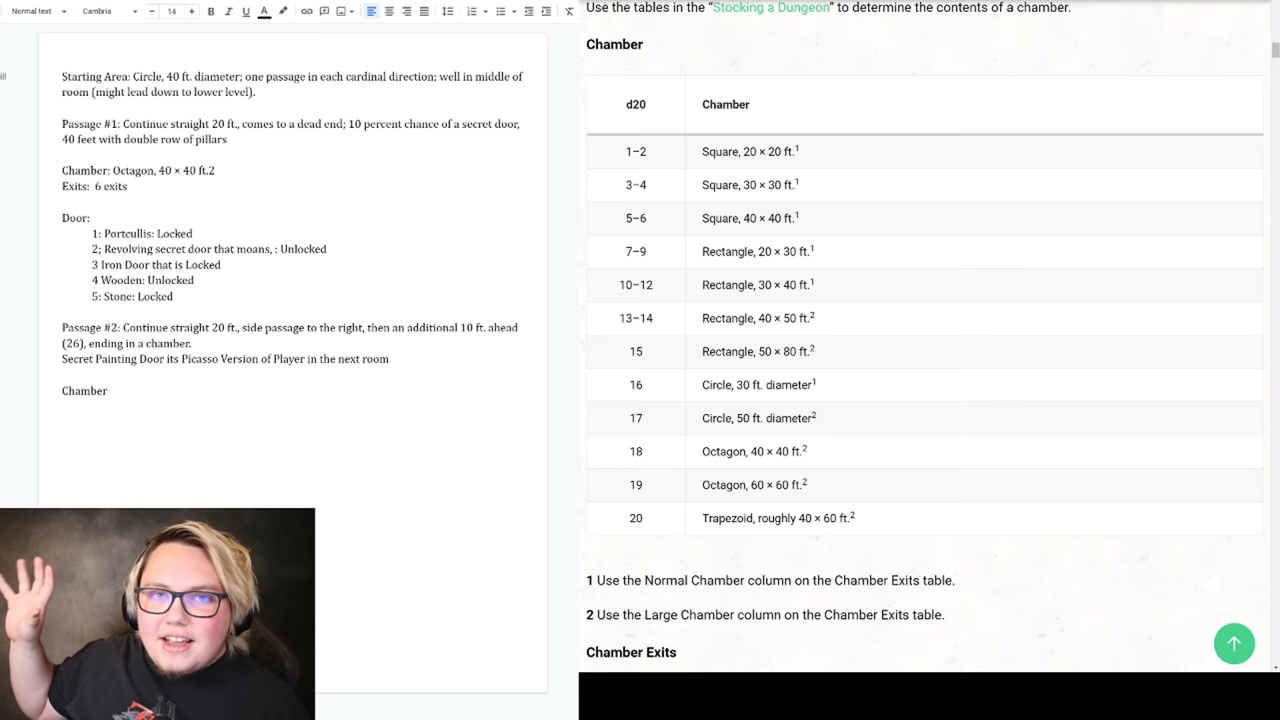 Normal text
Cambria
14
B I U A
ill
Starting Area: Circle, 40 ft. diameter; one passage in each cardinal direction; well in middle of
room (might lead down to lower level).
Passage #1: Continue straight 20 ft., comes to a dead end; 10 percent chance of a secret door,
40 feet with double row of pillars
Chamber: Octagon, 40 × 40 ft.2
Exits: 6 exits
Door:
1: Portcullis: Locked
2; Revolving secret door that moans, : Unlocked
3 Iron Door that is Locked
4 Wooden: Unlocked
5: Stone: Locked
Passage #2: Continue straight 20 ft., side passage to the right, then an additional 10 ft. ahead
(26), ending in a chamber.
Secret Painting Door its Picasso Version of Player in the next room
Chamber
Use the tables in the “Stocking a Dungeon” to determine the contents of a chamber.
Chamber
d20 Chamber
1–2 Square, 20 × 20 ft.1
3–4 Square, 30 × 30 ft.1
5–6 Square, 40 × 40 ft.1
7–9 Rectangle, 20 × 30 ft.1
10–12 Rectangle, 30 × 40 ft.1
13–14 Rectangle, 40 × 50 ft.2
15 Rectangle, 50 × 80 ft.2
16 Circle, 30 ft. diameter1
17 Circle, 50 ft. diameter2
18 Octagon, 40 × 40 ft.2
19 Octagon, 60 × 60 ft.2
20 Trapezoid, roughly 40 × 60 ft.2
1 Use the Normal Chamber column on the Chamber Exits table.
2 Use the Large Chamber column on the Chamber Exits table.
Chamber Exits